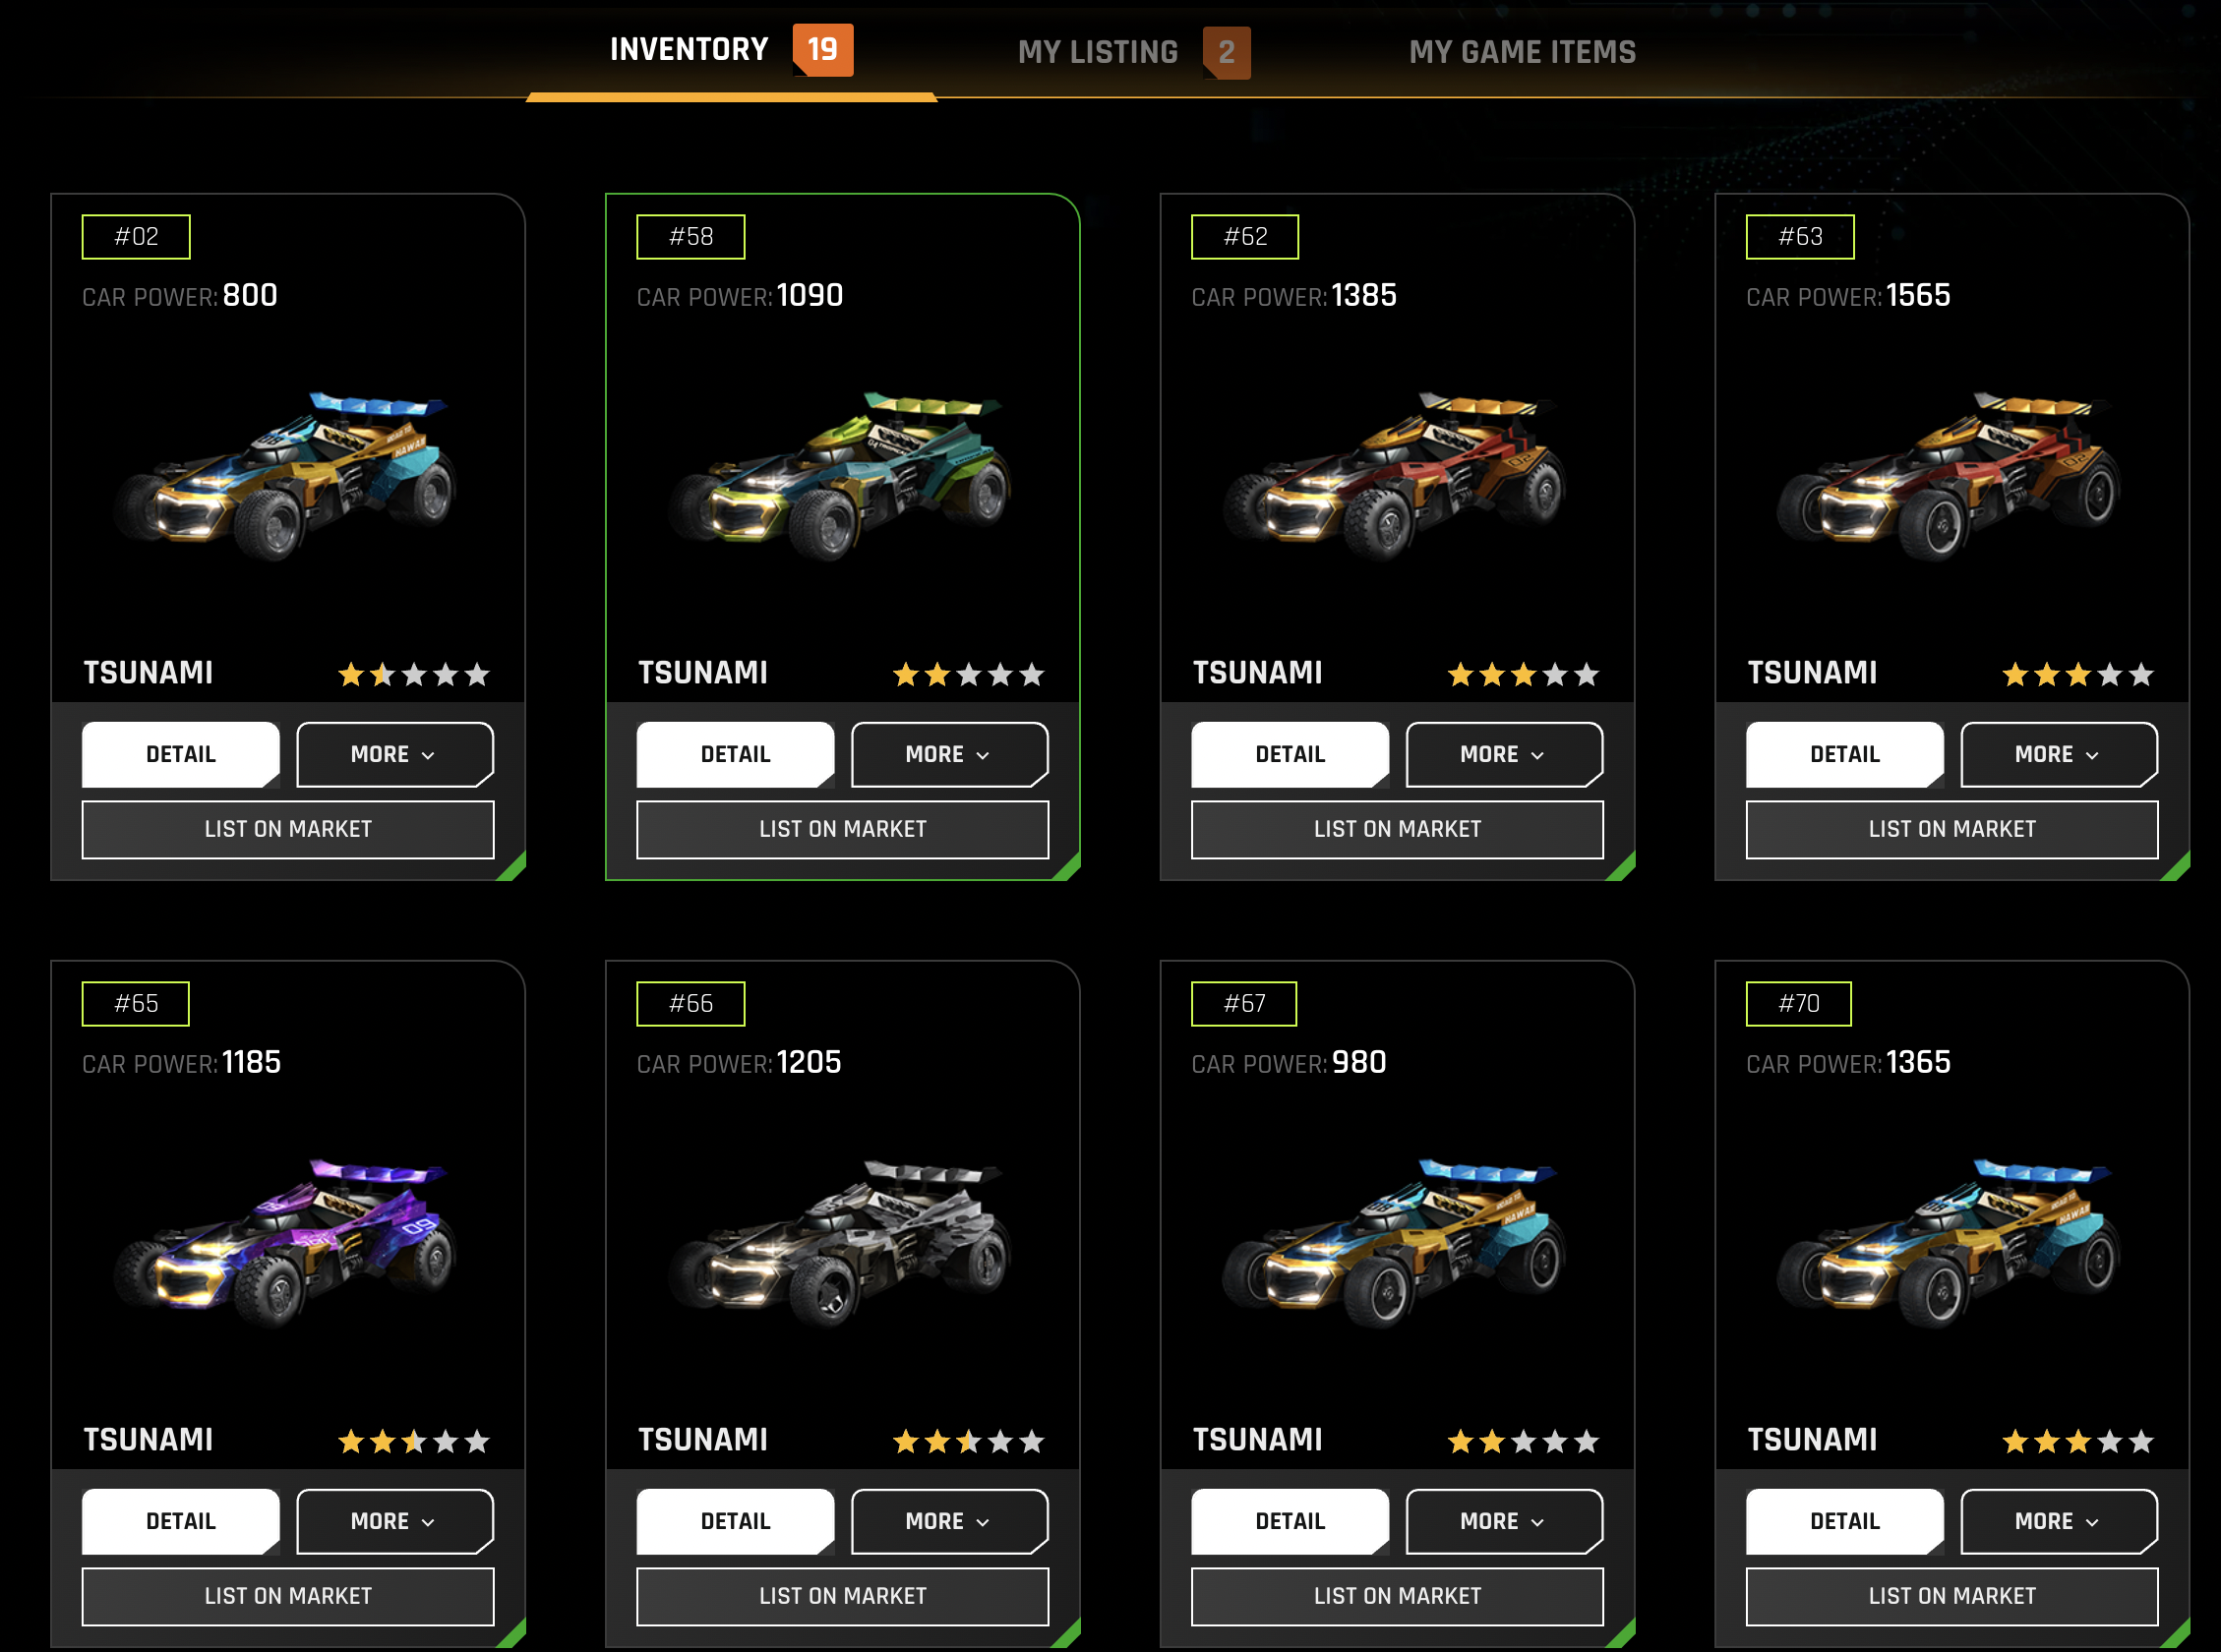 INVENTORY 19 MY LISTING 2 MY GAME ITEMS
#02 #58 #62 #63
CAR POWER: 800 CAR POWER: 1090 CAR POWER: 1385 CAR POWER: 1565
TSUNAMI TSUNAMI TSUNAMI TSUNAMI
DETAIL MORE DETAIL MORE DETAIL MORE DETAIL MORE
LIST ON MARKET LIST ON MARKET LIST ON MARKET LIST ON MARKET
#65 #66 #67 #70
CAR POWER: 1185 CAR POWER: 1205 CAR POWER: 980 CAR POWER: 1365
09
TSUNAMI TSUNAMI TSUNAMI TSUNAMI
DETAIL MORE DETAIL MORE DETAIL MORE DETAIL MORE
LIST ON MARKET LIST ON MARKET LIST ON MARKET LIST ON MARKET